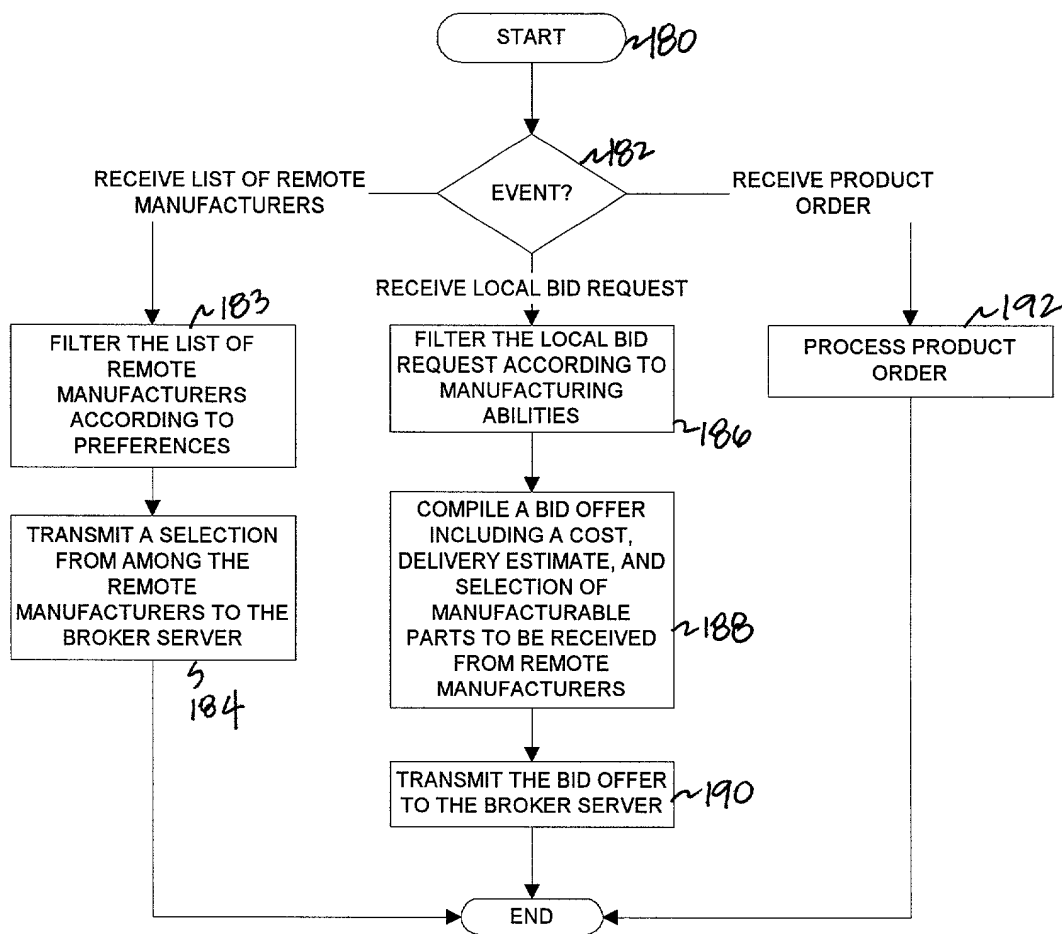 START
~180
~182
EVENT?
RECEIVE LIST OF REMOTE
MANUFACTURERS
RECEIVE PRODUCT
ORDER
RECEIVE LOCAL BID REQUEST
~183
FILTER THE LIST OF
REMOTE
MANUFACTURERS
ACCORDING TO
PREFERENCES
FILTER THE LOCAL BID
REQUEST ACCORDING TO
MANUFACTURING
ABILITIES
~186
~192
PROCESS PRODUCT
ORDER
TRANSMIT A SELECTION
FROM AMONG THE
REMOTE
MANUFACTURERS TO THE
BROKER SERVER
184
COMPILE A BID OFFER
INCLUDING A COST,
DELIVERY ESTIMATE, AND
SELECTION OF
MANUFACTURABLE
PARTS TO BE RECEIVED
FROM REMOTE
MANUFACTURERS
~188
TRANSMIT THE BID OFFER
TO THE BROKER SERVER
~190
END